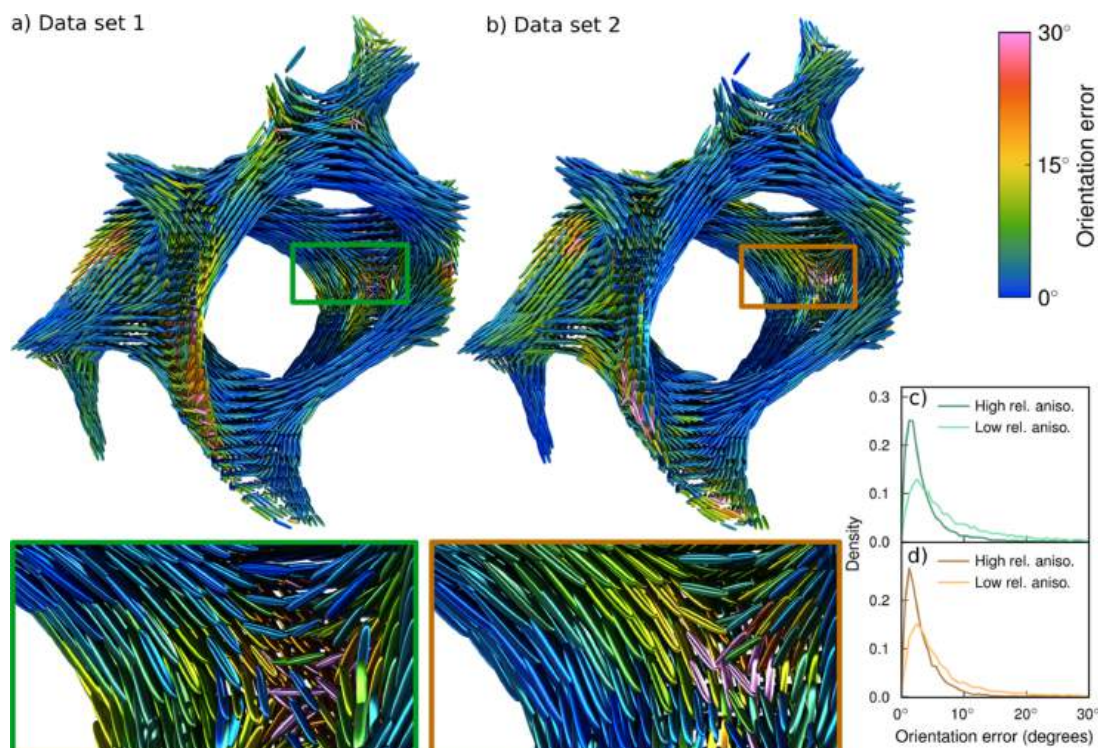 a) Data set 1
b) Data set 2
30°
15°
0°
Orientation error
c)
High rel. aniso.
Low rel. aniso.
0.3
0.2
0.1
0.0
Density
d)
High rel. aniso.
Low rel. aniso.
0.2
0.1
0.0
0° 10° 20° 30°
Orientation error (degrees)